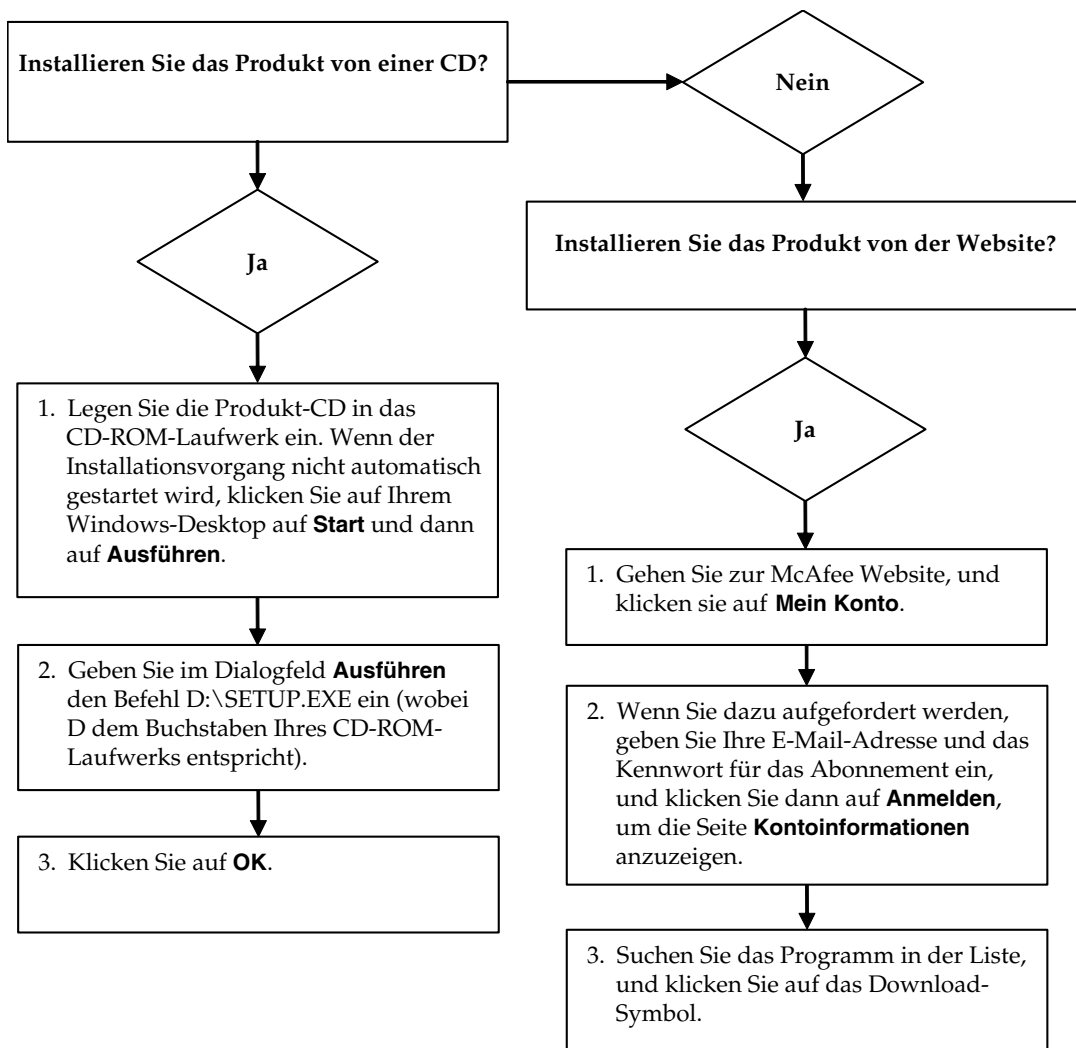 Installieren Sie das Produkt von einer CD?
Nein
Ja
Installieren Sie das Produkt von der Website?
Ja
1. Legen Sie die Produkt-CD in das
CD-ROM-Laufwerk ein. Wenn der
Installationsvorgang nicht automatisch
gestartet wird, klicken Sie auf Ihrem
Windows-Desktop auf Start und dann
auf Ausführen.
2. Geben Sie im Dialogfeld Ausführen
den Befehl D:\SETUP.EXE ein (wobei
D dem Buchstaben Ihres CD-ROM-
Laufwerks entspricht).
3. Klicken Sie auf OK.
1. Gehen Sie zur McAfee Website, und
klicken sie auf Mein Konto.
2. Wenn Sie dazu aufgefordert werden,
geben Sie Ihre E-Mail-Adresse und das
Kennwort für das Abonnement ein,
und klicken Sie dann auf Anmelden,
um die Seite Kontoinformationen
anzuzeigen.
3. Suchen Sie das Programm in der Liste,
und klicken Sie auf das Download-
Symbol.